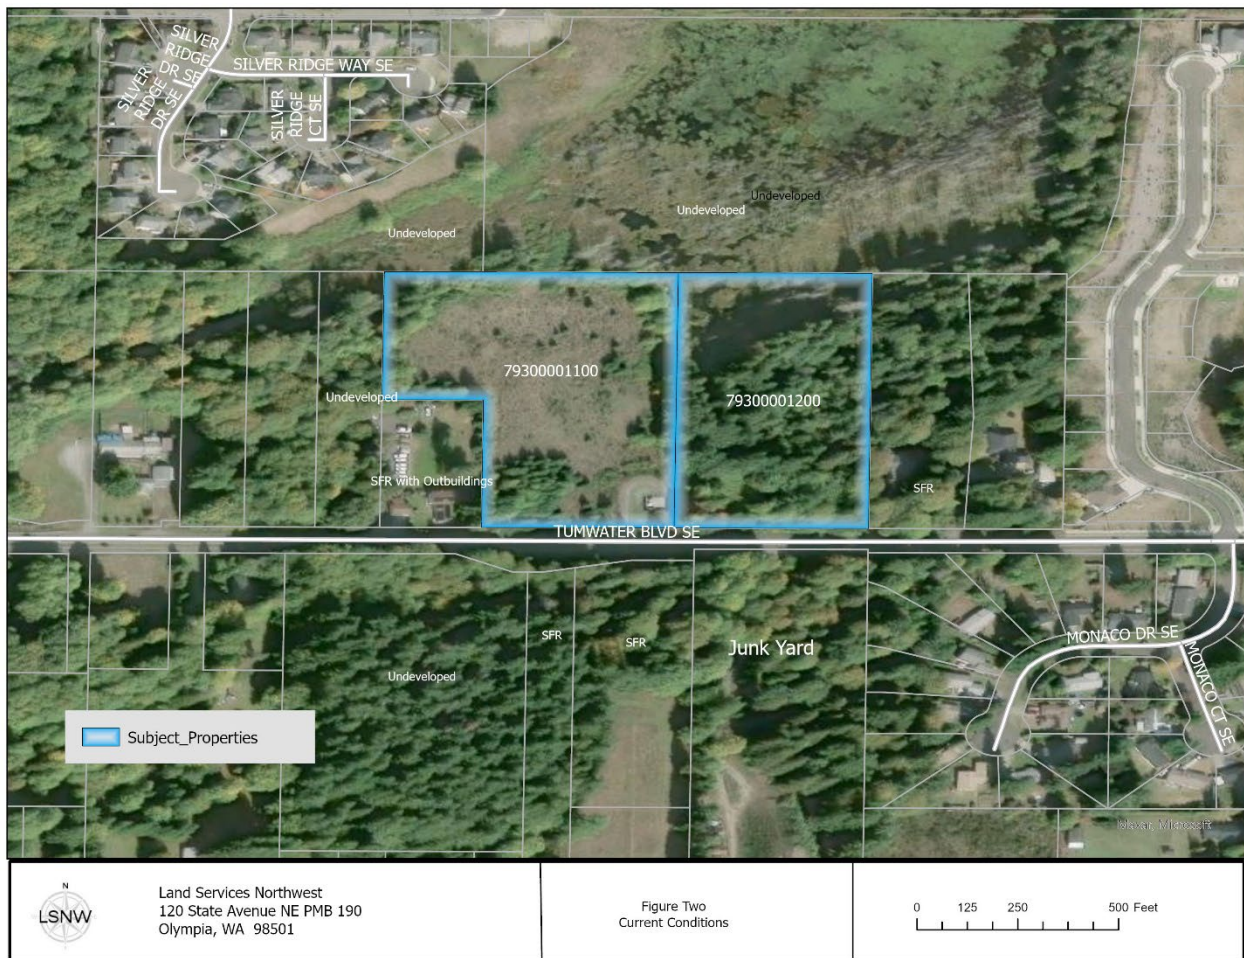 SILVER
RIDGE
DR SE
SILVER
RIDGE
DR SE
SILVER RIDGE WAY SE
SILVER
RIDGE
CT SE
Undeveloped
Undeveloped
Undeveloped
79300001100
79300001200
Undeveloped
SFR with Outbuildings
SFR
TUMWATER BLVD SE
SFR
SFR
Junk Yard
MONACO DR SE
MONACO CT SE
Undeveloped
Subject_Properties
Maxar, Microsoft
N
LSNW
Land Services Northwest
120 State Avenue NE PMB 190
Olympia, WA 98501
Figure Two
Current Conditions
0 125 250 500 Feet